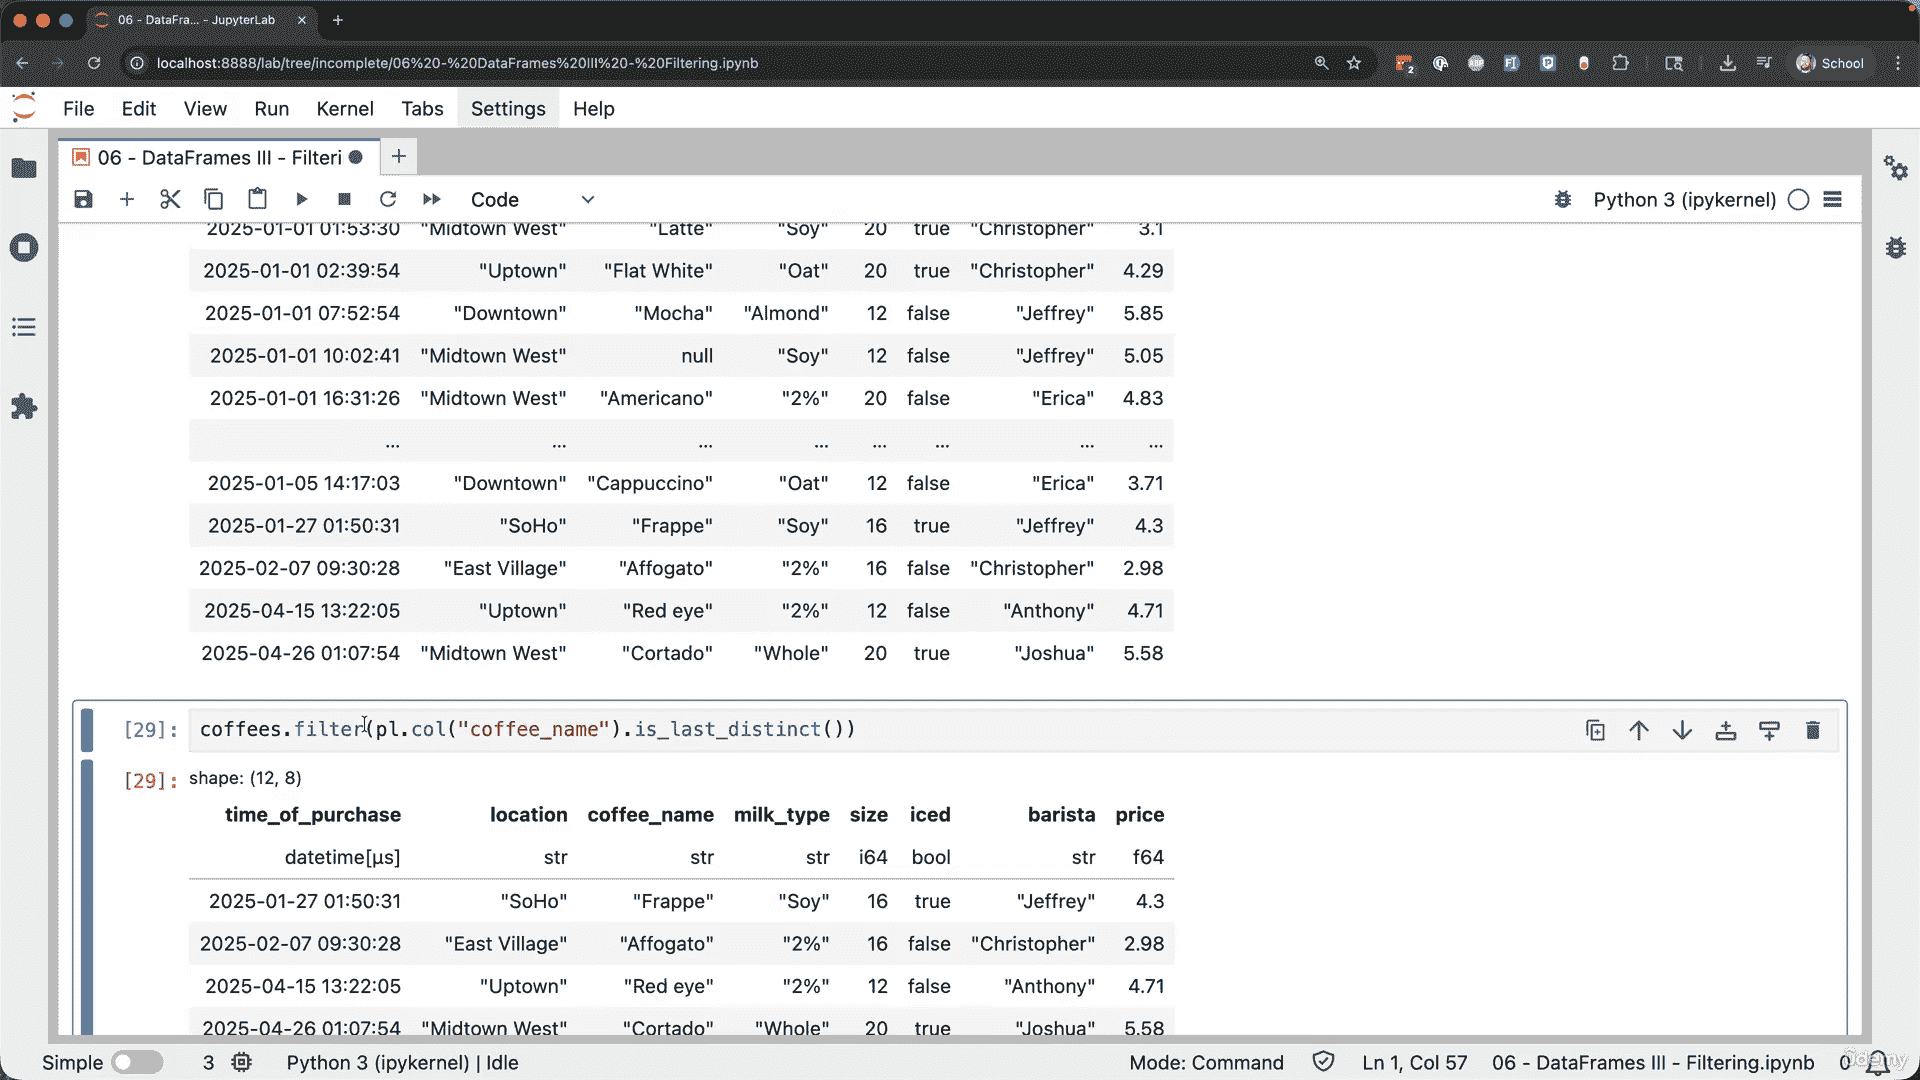 06 - DataFra... - JupyterLab
localhost:8888/lab/tree/incomplete/06%20-%20DataFrames%20III%20-%20Filtering.ipynb
2
ABP
School
File Edit View Run Kernel Tabs Settings Help
06 - DataFrames III - Filteri
Code
Python 3 (ipykernel)
2025-01-01 01:53:30 "Midtown West" "Latte" "Soy" 20 true "Christopher" 3.1
2025-01-01 02:39:54 "Uptown" "Flat White" "Oat" 20 true "Christopher" 4.29
2025-01-01 07:52:54 "Downtown" "Mocha" "Almond" 12 false "Jeffrey" 5.85
2025-01-01 10:02:41 "Midtown West" null "Soy" 12 false "Jeffrey" 5.05
2025-01-01 16:31:26 "Midtown West" "Americano" "2%" 20 false "Erica" 4.83
... ... ... ... ... ... ... ...
2025-01-05 14:17:03 "Downtown" "Cappuccino" "Oat" 12 false "Erica" 3.71
2025-01-27 01:50:31 "SoHo" "Frappe" "Soy" 16 true "Jeffrey" 4.3
2025-02-07 09:30:28 "East Village" "Affogato" "2%" 16 false "Christopher" 2.98
2025-04-15 13:22:05 "Uptown" "Red eye" "2%" 12 false "Anthony" 4.71
2025-04-26 01:07:54 "Midtown West" "Cortado" "Whole" 20 true "Joshua" 5.58
[29]: coffees.filter(pl.col("coffee_name").is_last_distinct())
[29]: shape: (12, 8)
time_of_purchase location coffee_name milk_type size iced barista price
datetime[μs] str str str i64 bool str f64
2025-01-27 01:50:31 "SoHo" "Frappe" "Soy" 16 true "Jeffrey" 4.3
2025-02-07 09:30:28 "East Village" "Affogato" "2%" 16 false "Christopher" 2.98
2025-04-15 13:22:05 "Uptown" "Red eye" "2%" 12 false "Anthony" 4.71
2025-04-26 01:07:54 "Midtown West" "Cortado" "Whole" 20 true "Joshua" 5.58
Simple 3 Python 3 (ipykernel) | Idle Mode: Command Ln 1, Col 57 06 - DataFrames III - Filtering.ipynb 0
Udemy